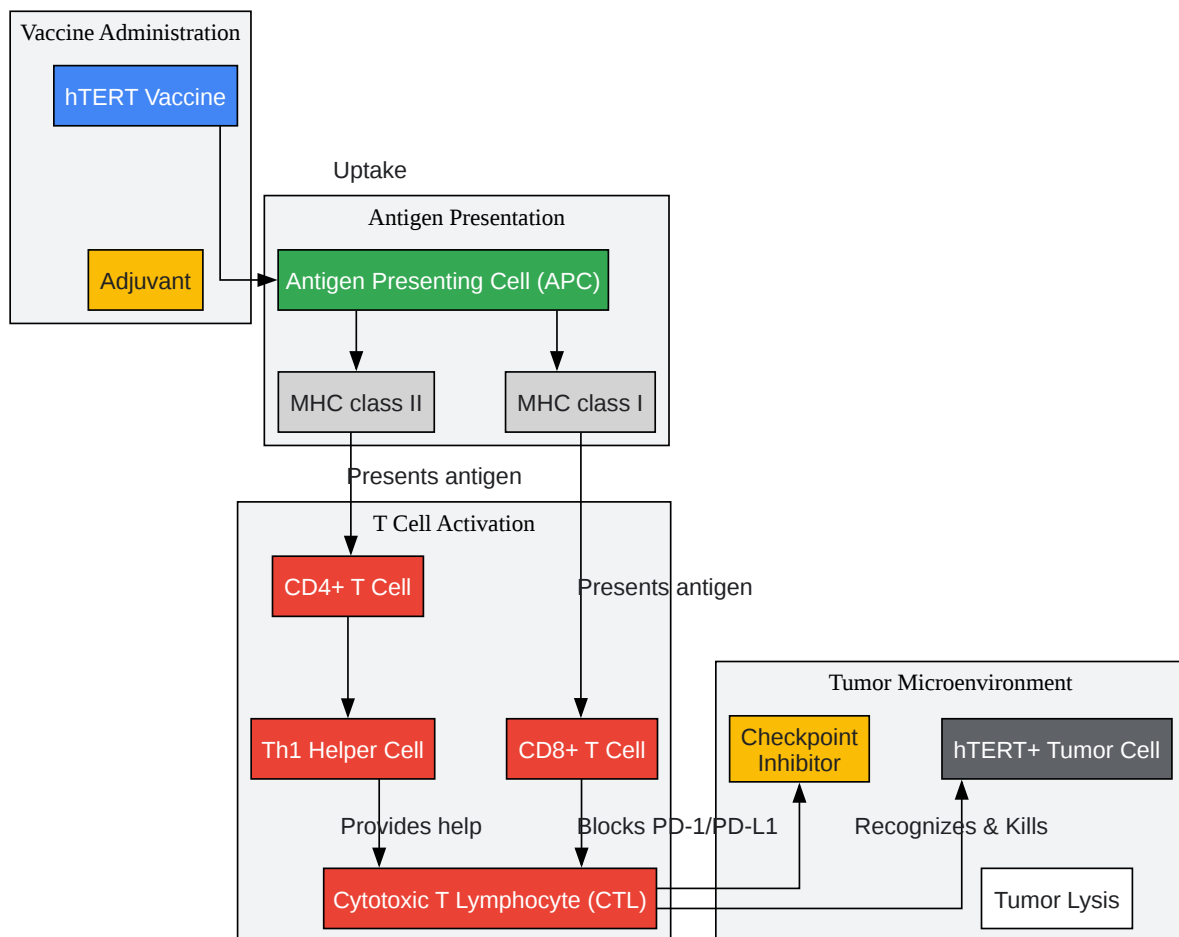 Vaccine Administration
hTERT Vaccine
Uptake
Antigen Presentation
Adjuvant
Antigen Presenting Cell (APC)
MHC class II
MHC class I
Presents antigen
T Cell Activation
CD4+ T Cell
Presents antigen
Tumor Microenvironment
Th1 Helper Cell
CD8+ T Cell
Checkpoint
Inhibitor
hTERT+ Tumor Cell
Provides help
Blocks PD-1/PD-L1
Recognizes & Kills
Cytotoxic T Lymphocyte (CTL)
Tumor Lysis